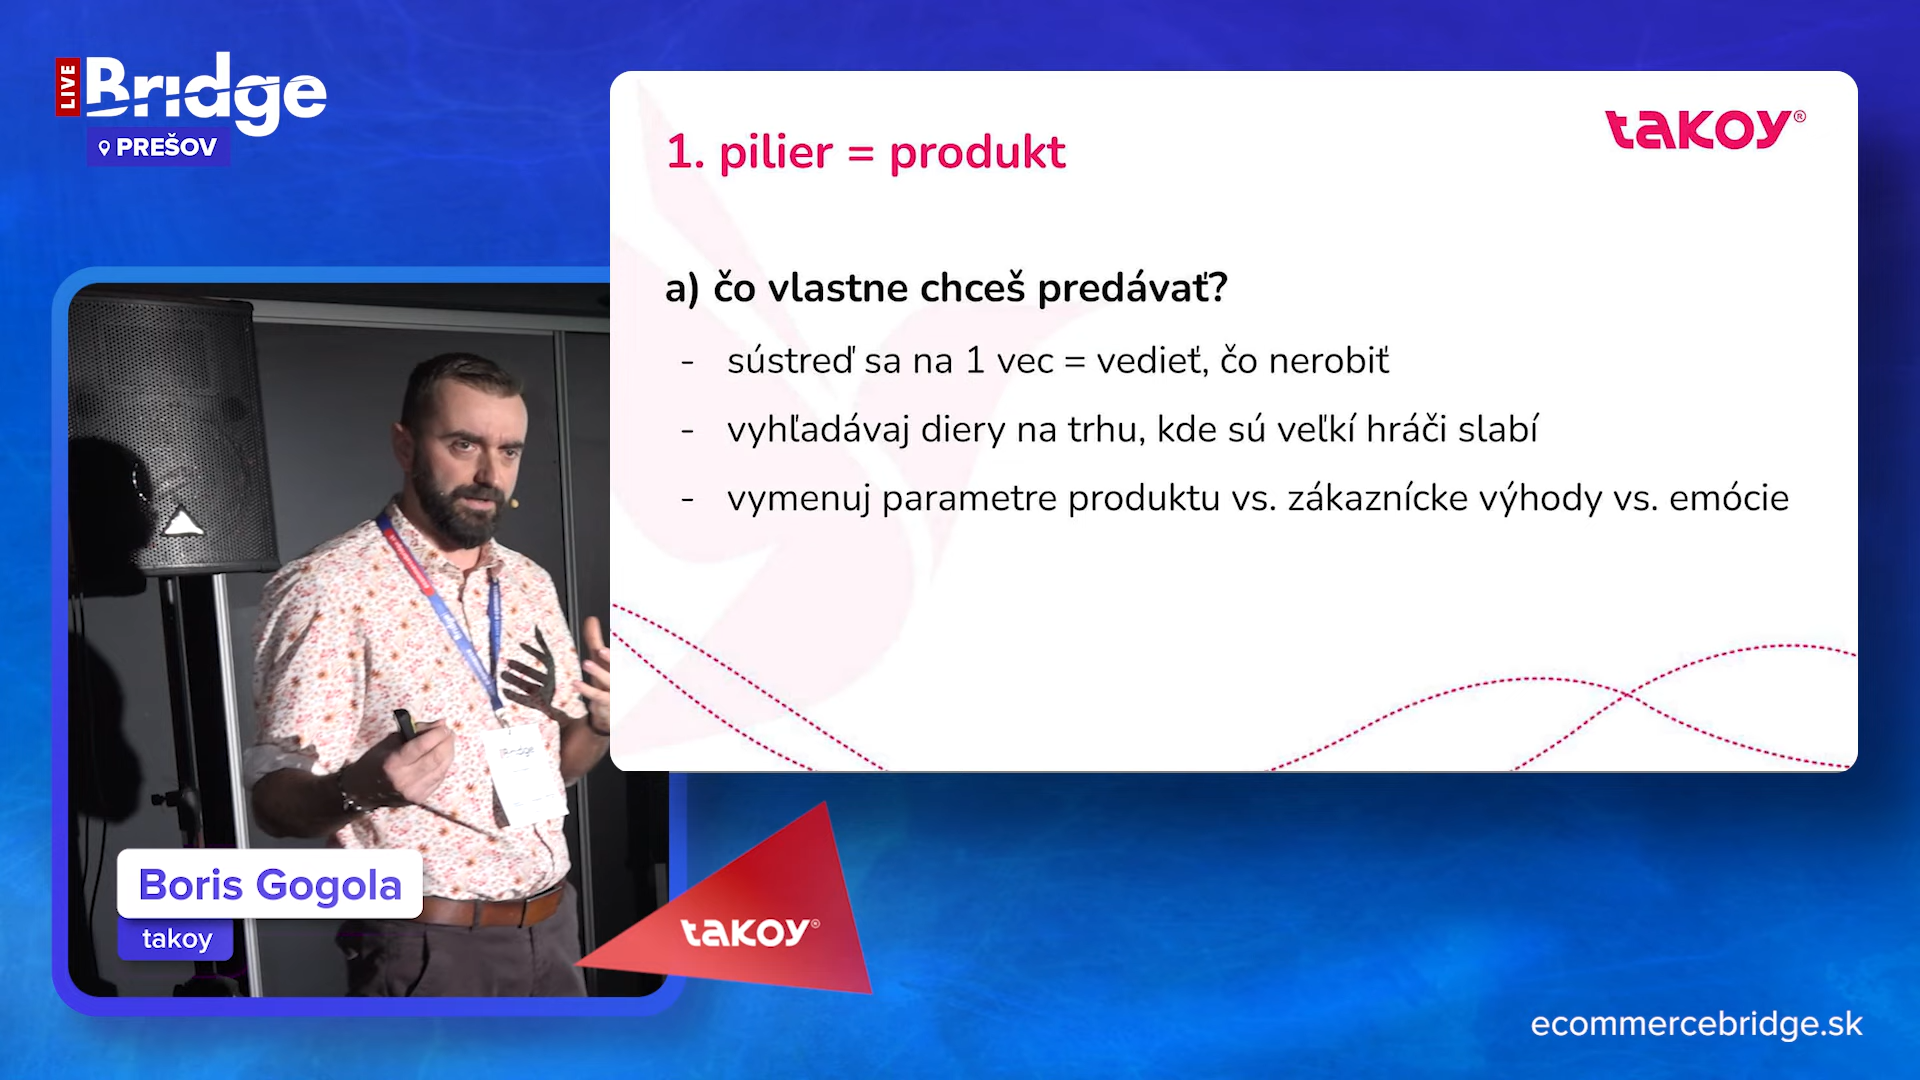 LIVE
Bridge
PREŠOV
takoy®
1. pilier = produkt
a) čo vlastne chceš predávať?
- sústreď sa na 1 vec = vedieť, čo nerobiť
- vyhľadávaj diery na trhu, kde sú veľkí hráči slabí
- vymenuj parametre produktu vs. zákaznícke výhody vs. emócie
Bridge
Bridge
Boris Gogola
takoy
takoy®
ecommercebridge.sk